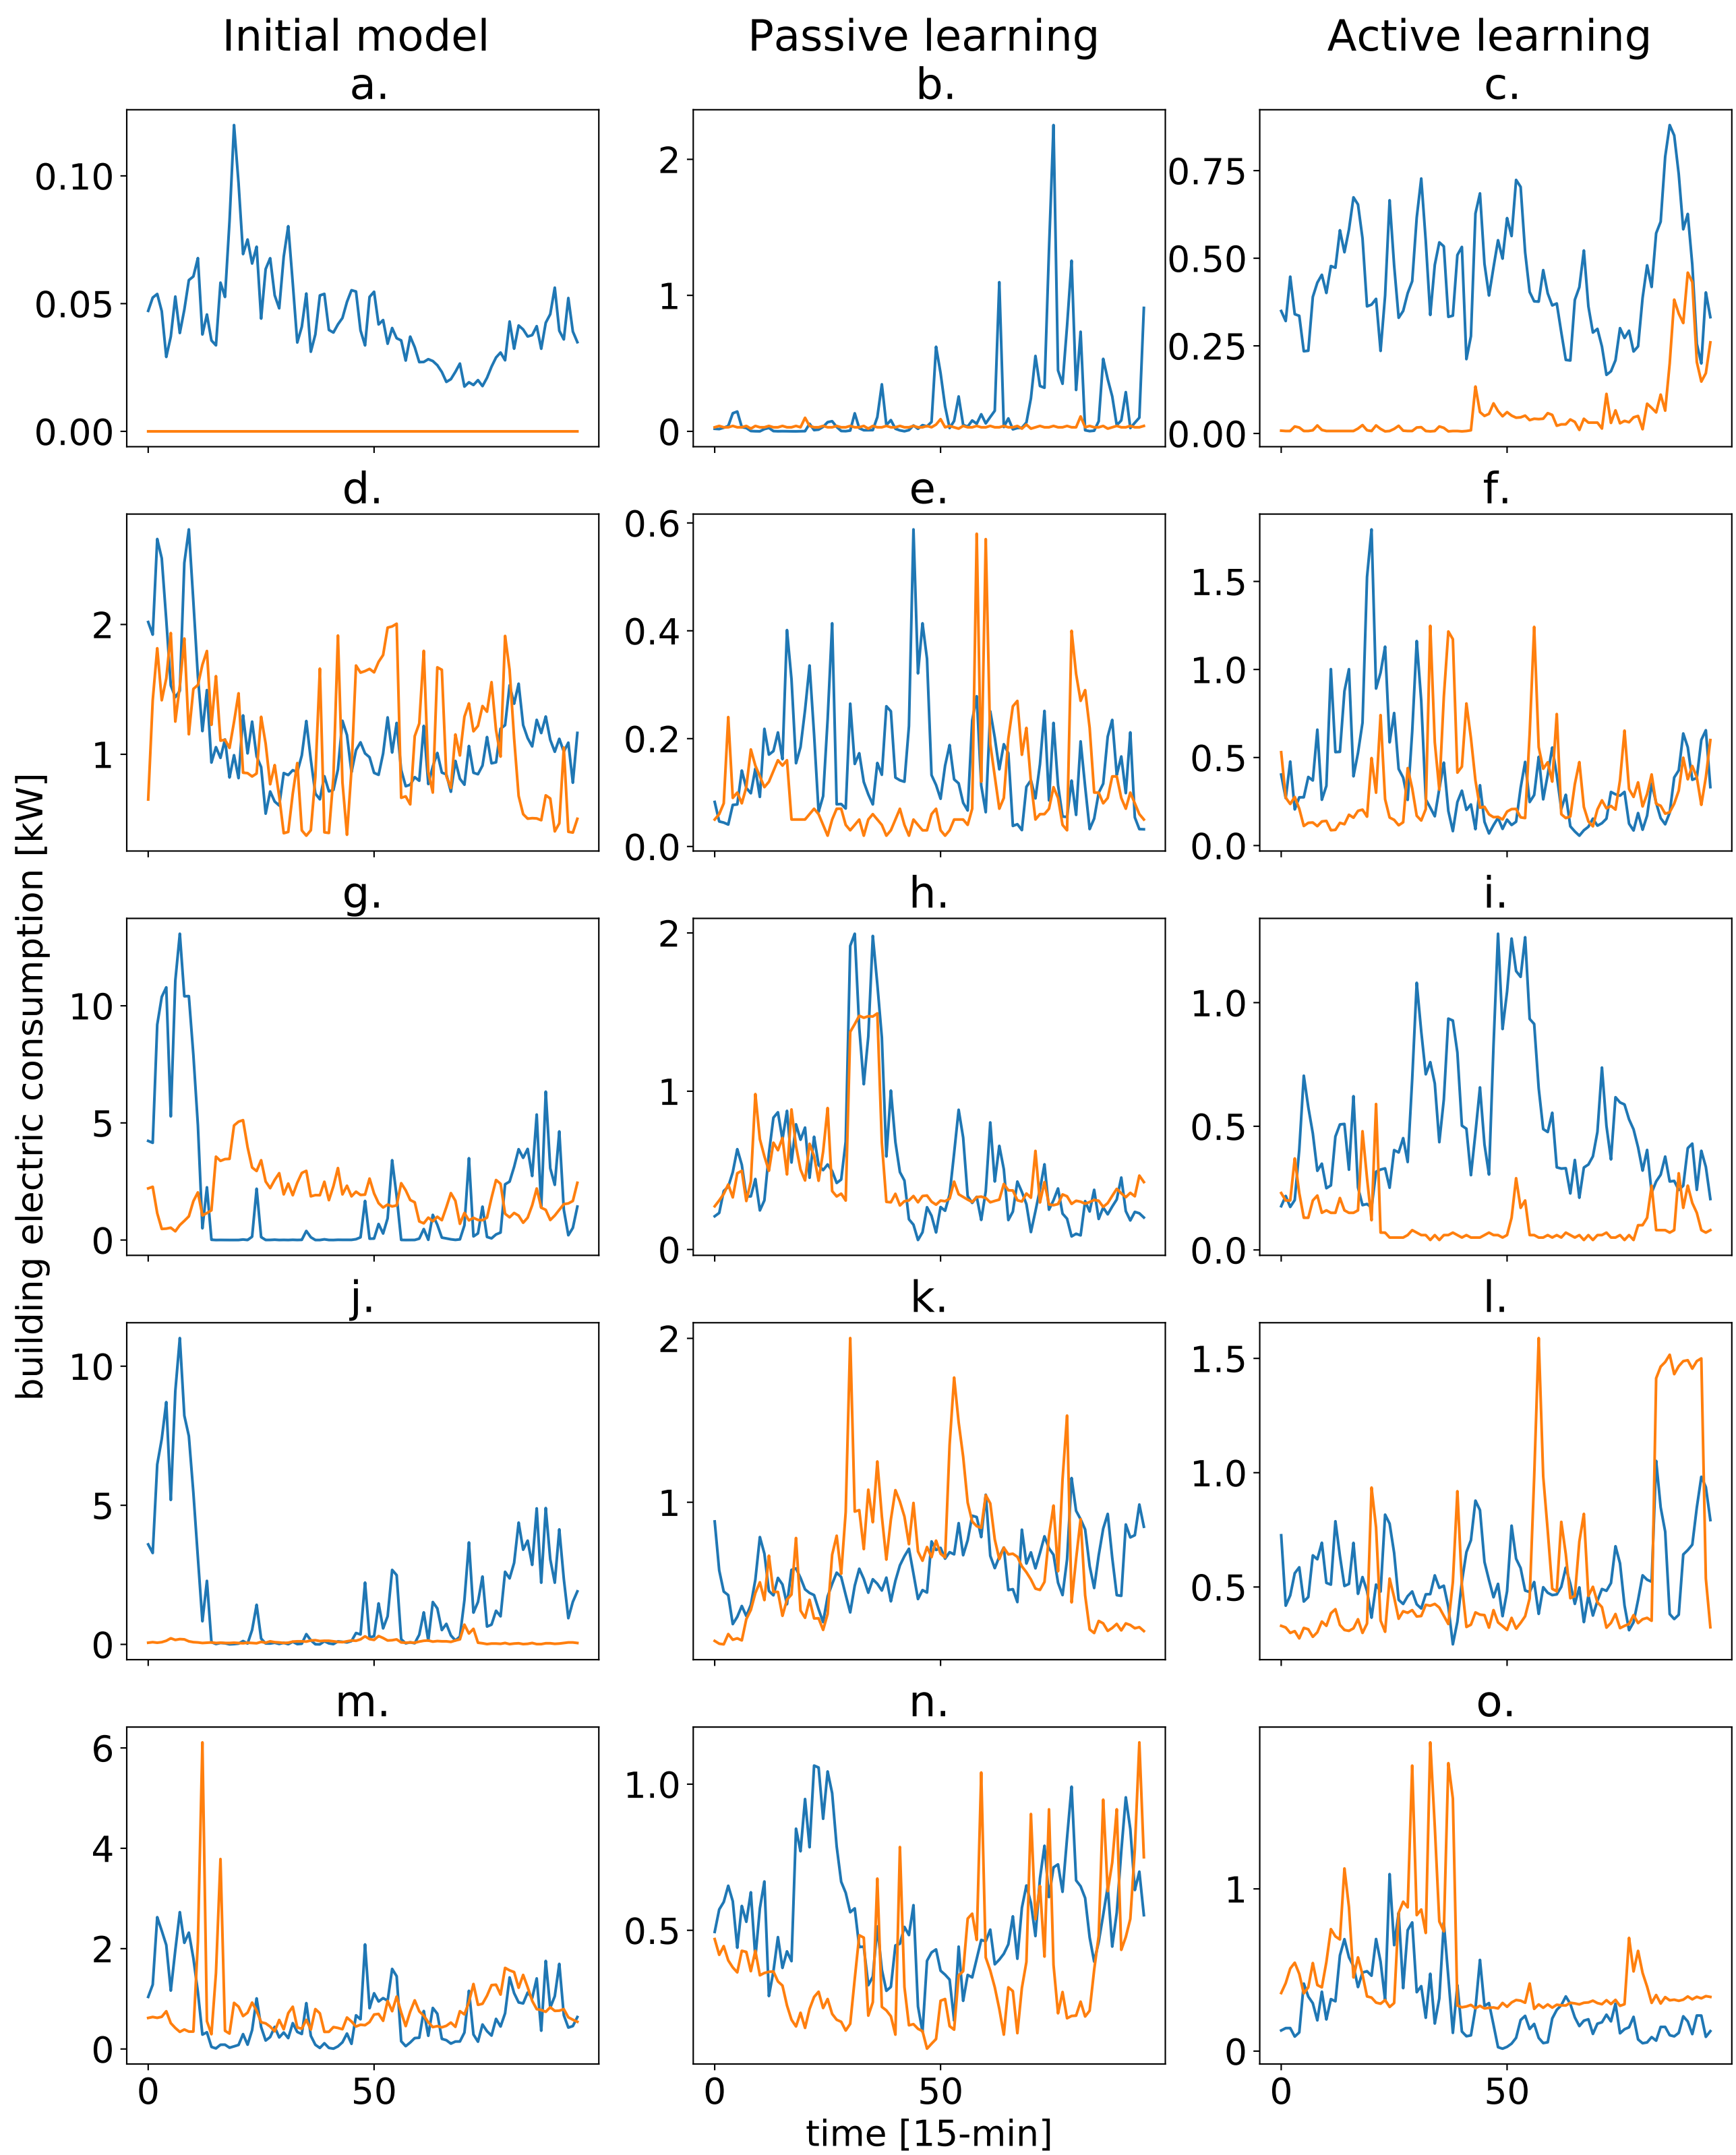 Initial model
Passive learning
Active learning
a.
b.
c.
0.10
0.05
0.00
2
1
0
0.75
0.50
0.25
0.00
d.
e.
f.
2
1
0.6
0.4
0.2
0.0
1.5
1.0
0.5
0.0
g.
h.
i.
10
5
0
2
1
0
1.0
0.5
0.0
j.
k.
l.
10
5
0
2
1
1.5
1.0
0.5
m.
n.
o.
6
4
2
0
1.0
0.5
1
0
0
50
0
50
0
50
time [15-min]
building electric consumption [kW]